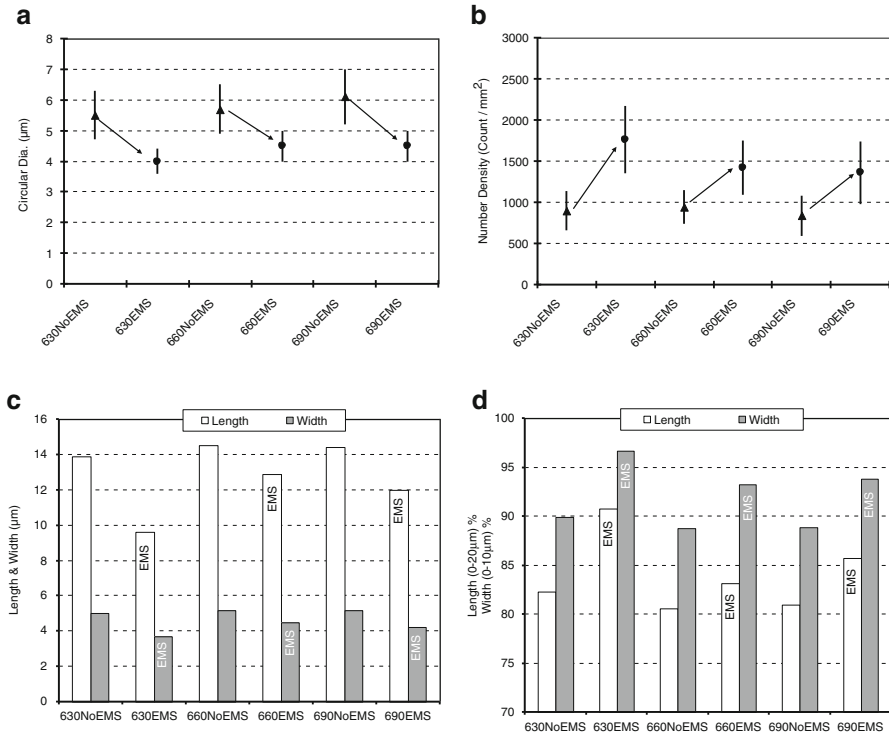 a
8
7
6
5
4
3
2
1
0
Circular Dia. (µm)
630NoEMS
630EMS
660NoEMS
660EMS
690NoEMS
690EMS
b
3000
2500
2000
1500
1000
500
0
Number Density (Count / mm²)
630NoEMS
630EMS
660NoEMS
660EMS
690NoEMS
690EMS
c
16
14
12
10
8
6
4
2
0
Length & Width (µm)
Length Width
EMS
EMS
EMS
EMS
EMS
EMS
630NoEMS 630EMS 660NoEMS 660EMS 690NoEMS 690EMS
d
100
95
90
85
80
75
70
Length (0-20µm) %
Width (0-10µm) %
Length Width
EMS
EMS
EMS
EMS
EMS
EMS
630NoEMS 630EMS 660NoEMS 660EMS 690NoEMS 690EMS